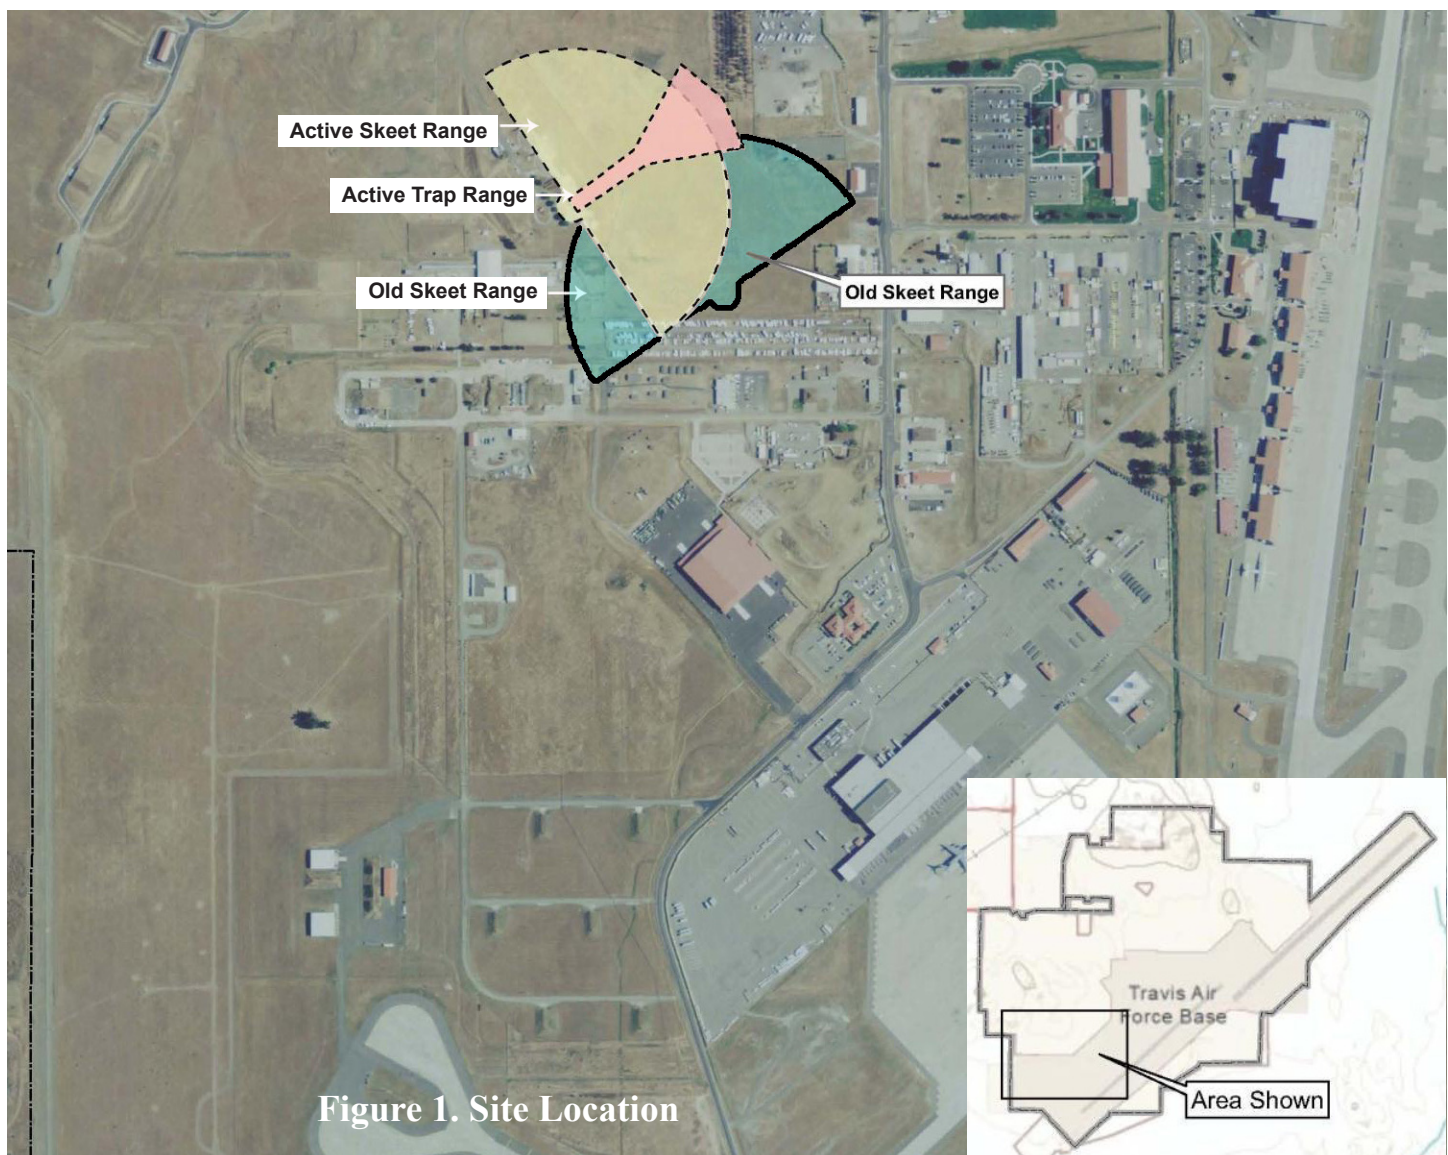 Active Skeet Range
Active Trap Range
Old Skeet Range
Old Skeet Range
Travis Air
Force Base
Area Shown
Figure 1. Site Location